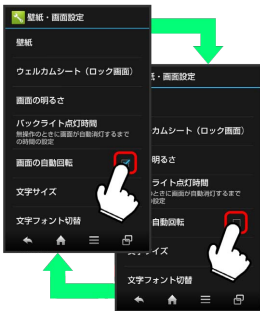 壁紙・画面設定
壁紙
ウェルカムシート（ロック画面）
画面の明るさ
バックライト点灯時間
無操作のときに画面が自動消灯するまで
の時間の設定
画面の自動回転
文字サイズ
文字フォント切替
氏・画面設定
カムシート（ロック画面）
明るさ
ライト点灯時間
ときに画面が自動消灯するまで
設定
自動回転
イズ
文字フォント切替